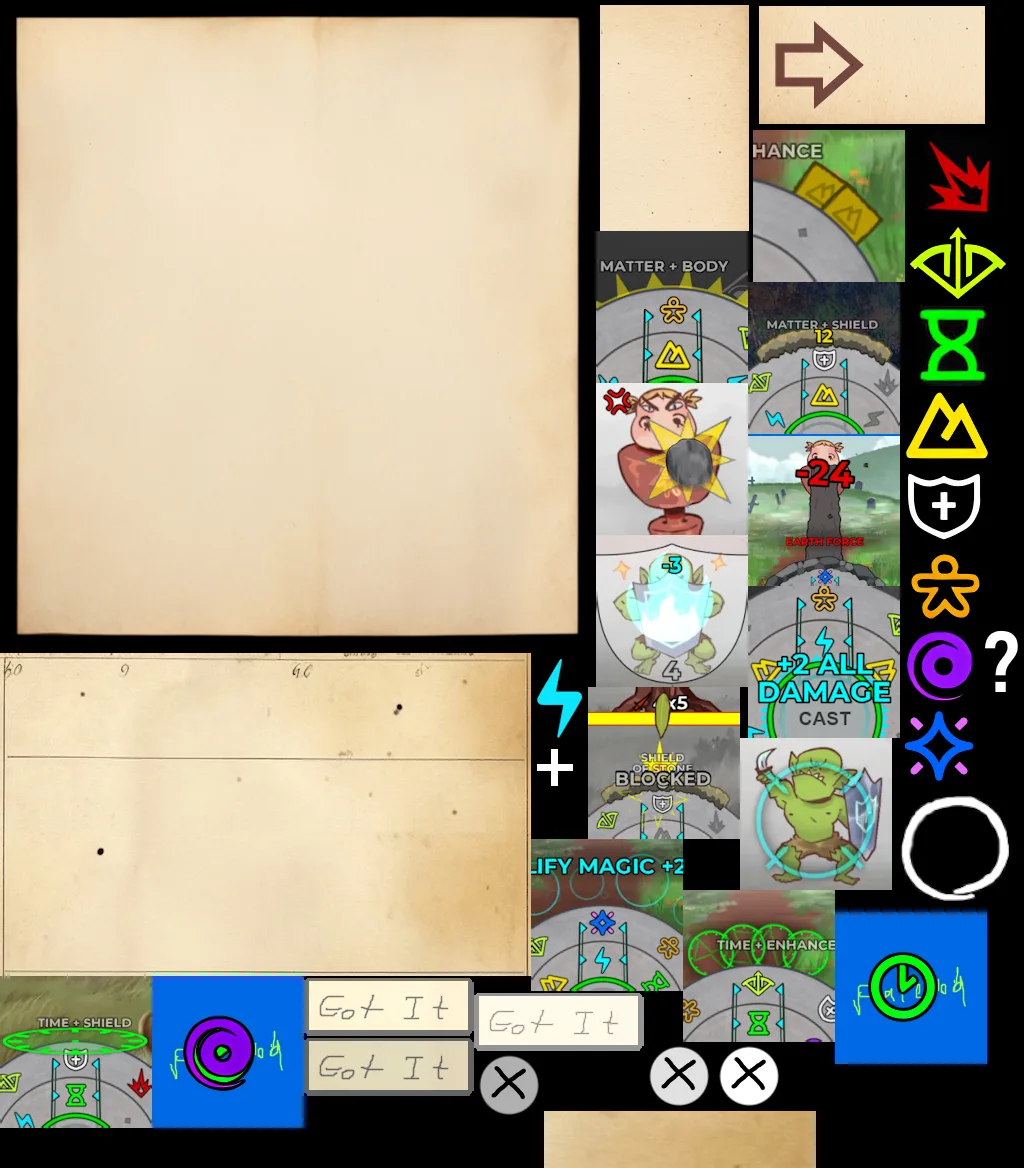 HANCE
MATTER + BODY
MATTER + SHIELD
12
-24
EARTH FORCE
-3
4
+2 ALL
DAMAGE
CAST
x5
SHIELD
OF STONE
BLOCKED
?
+
LIFY MAGIC +2
TIME + ENHANCE
TIME + SHIELD
Got It
Got It
Got It